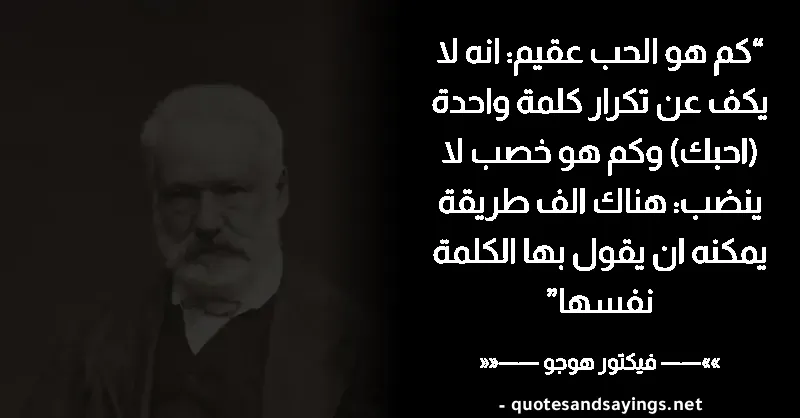 “كم هو الحب عقيم: انه لا
يكف عن تكرار كلمة واحدة
(احبك) وكم هو خصب لا
ينضب: هناك الف طريقة
يمكنه ان يقول بها الكلمة
نفسها”
»»—— فيكتور هوجو ——««
- quotesandsayings.net